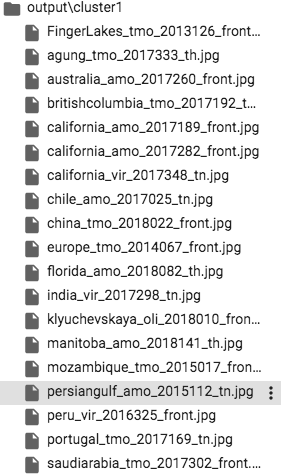 output\cluster1
FingerLakes_tmo_2013126_front...
agung_tmo_2017333_th.jpg
australia_amo_2017260_front.jpg
britishcolumbia_tmo_2017192_t...
california_amo_2017189_front.jpg
california_amo_2017282_front.jpg
california_vir_2017348_tn.jpg
chile_amo_2017025_tn.jpg
china_tmo_2018022_front.jpg
europe_tmo_2014067_front.jpg
florida_amo_2018082_th.jpg
india_vir_2017298_tn.jpg
klyuchevskaya_oli_2018010_fron...
manitoba_amo_2018141_th.jpg
mozambique_tmo_2015017_front...
persiangulf_amo_2015112_tn.jpg
peru_vir_2016325_front.jpg
portugal_tmo_2017169_tn.jpg
saudiarabia_tmo_2017302_front....